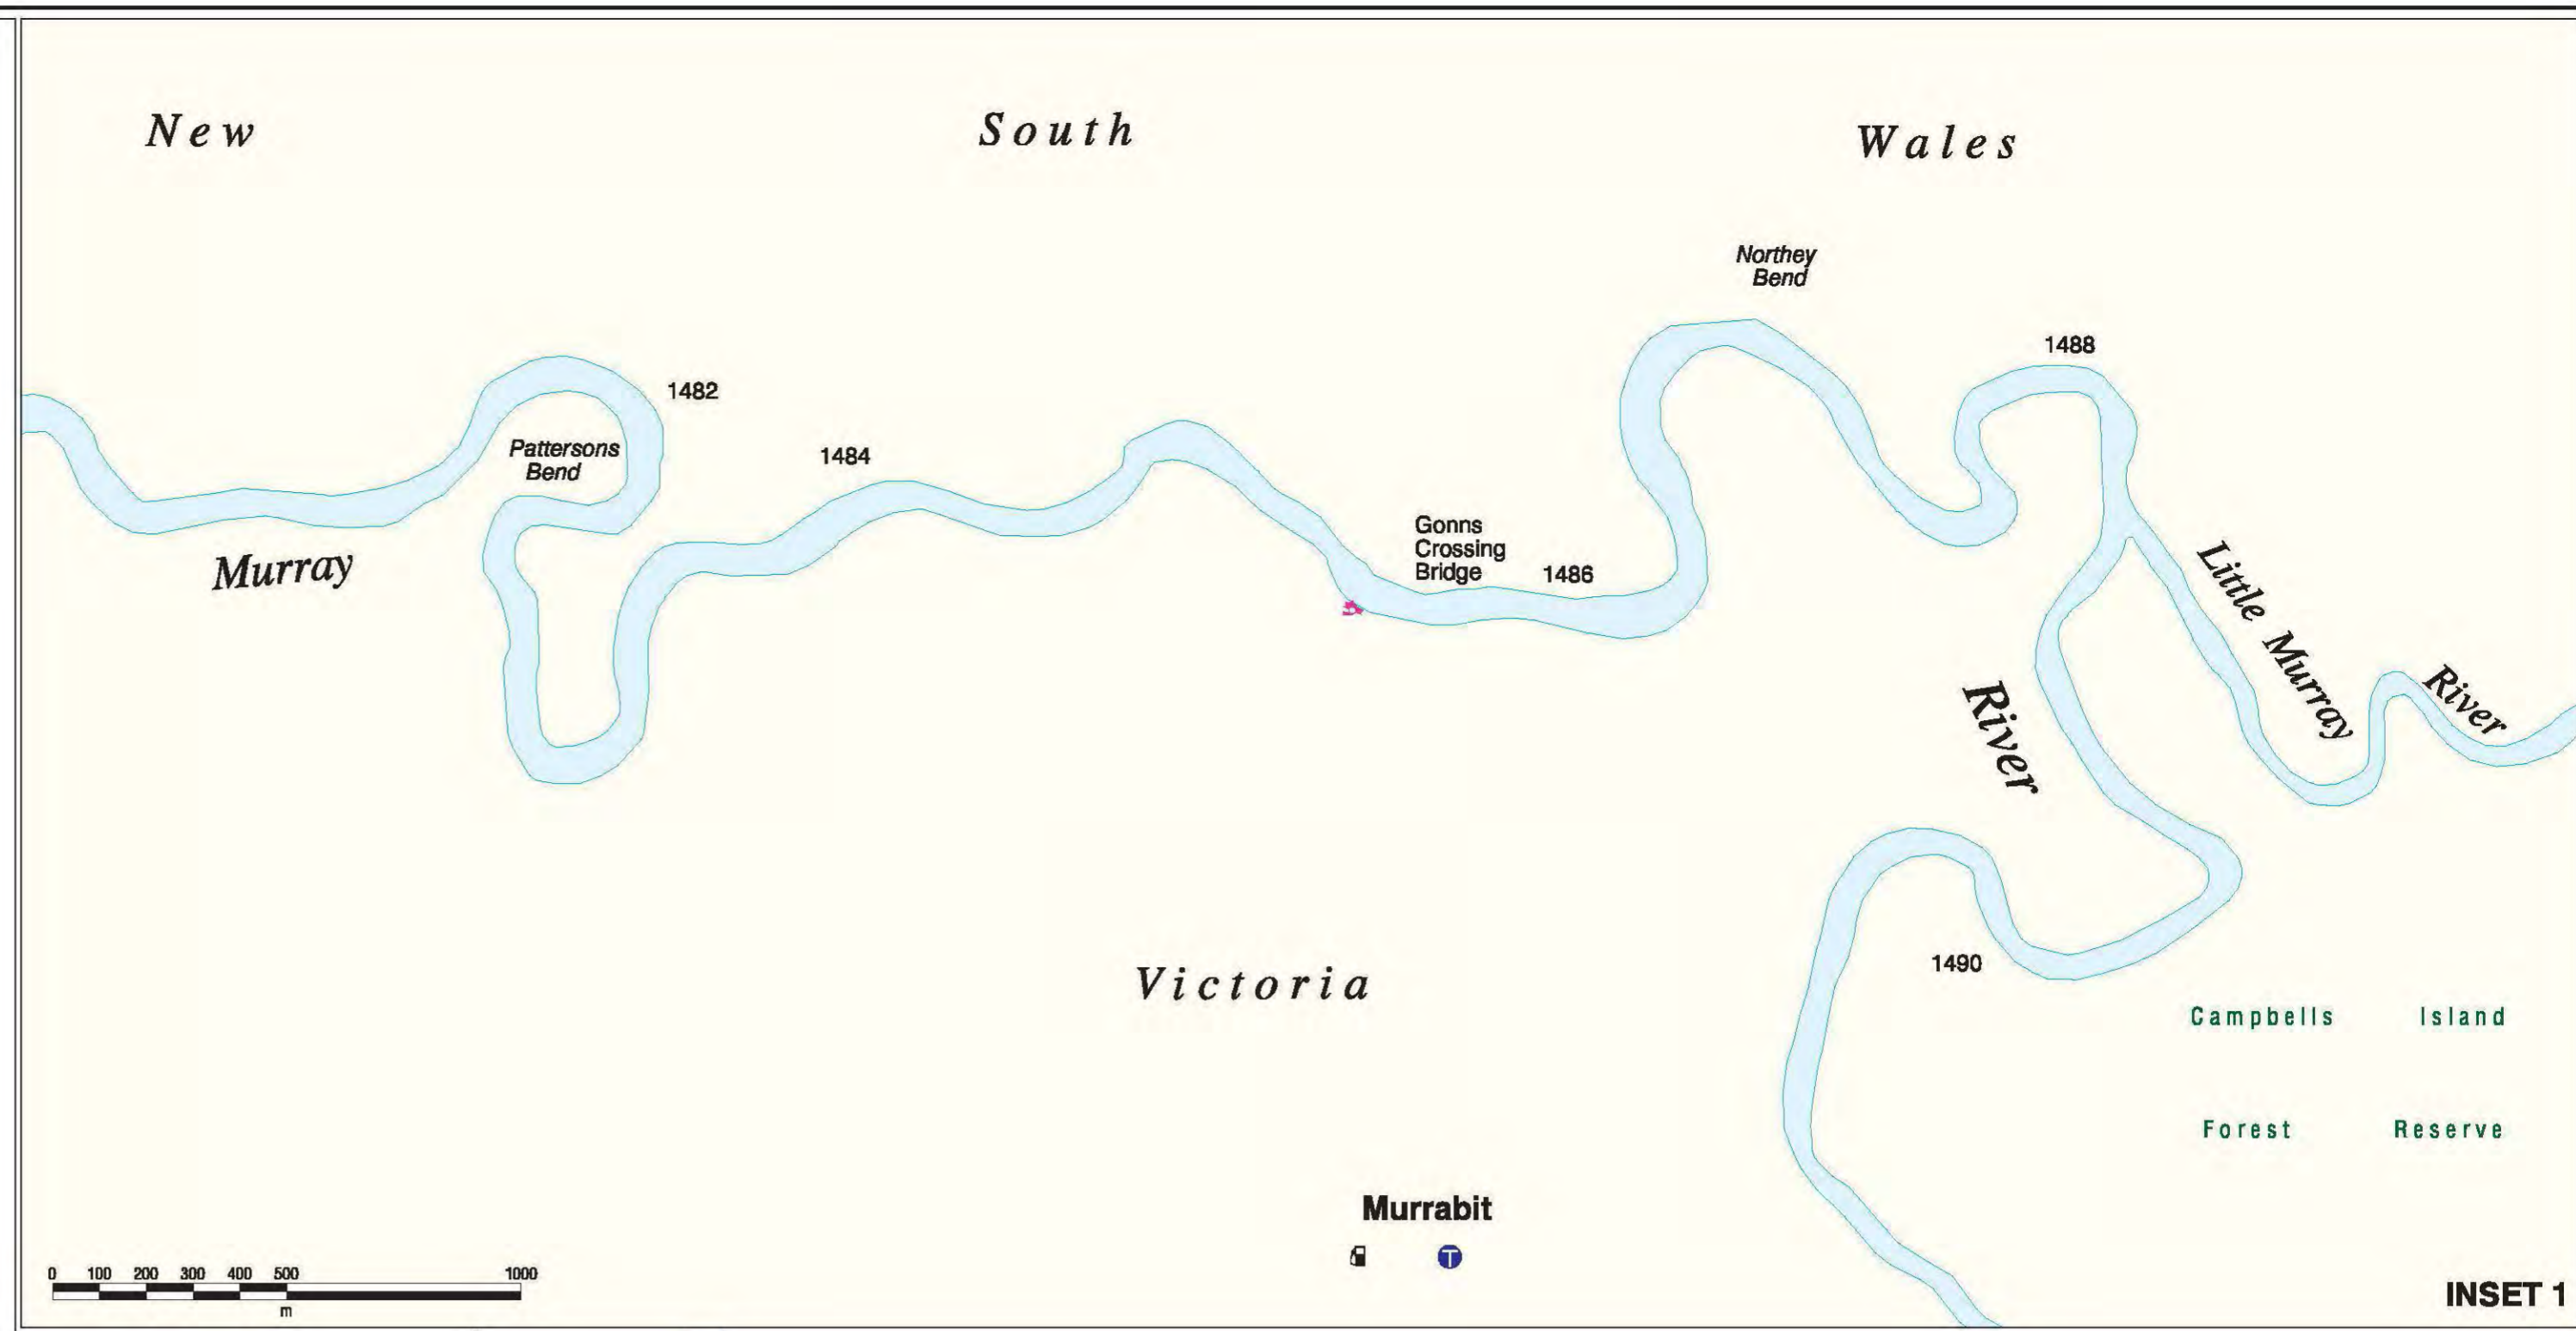 New South Wales
Northey
Bend
1488
1482
Pattersons
Bend
1484
Gonns
Crossing
Bridge
1486
Murray
River
Little Murray River
1490
Victoria
Campbells Island
Forest Reserve
Murrabit
T
0 100 200 300 400 500 1000
m
INSET 1